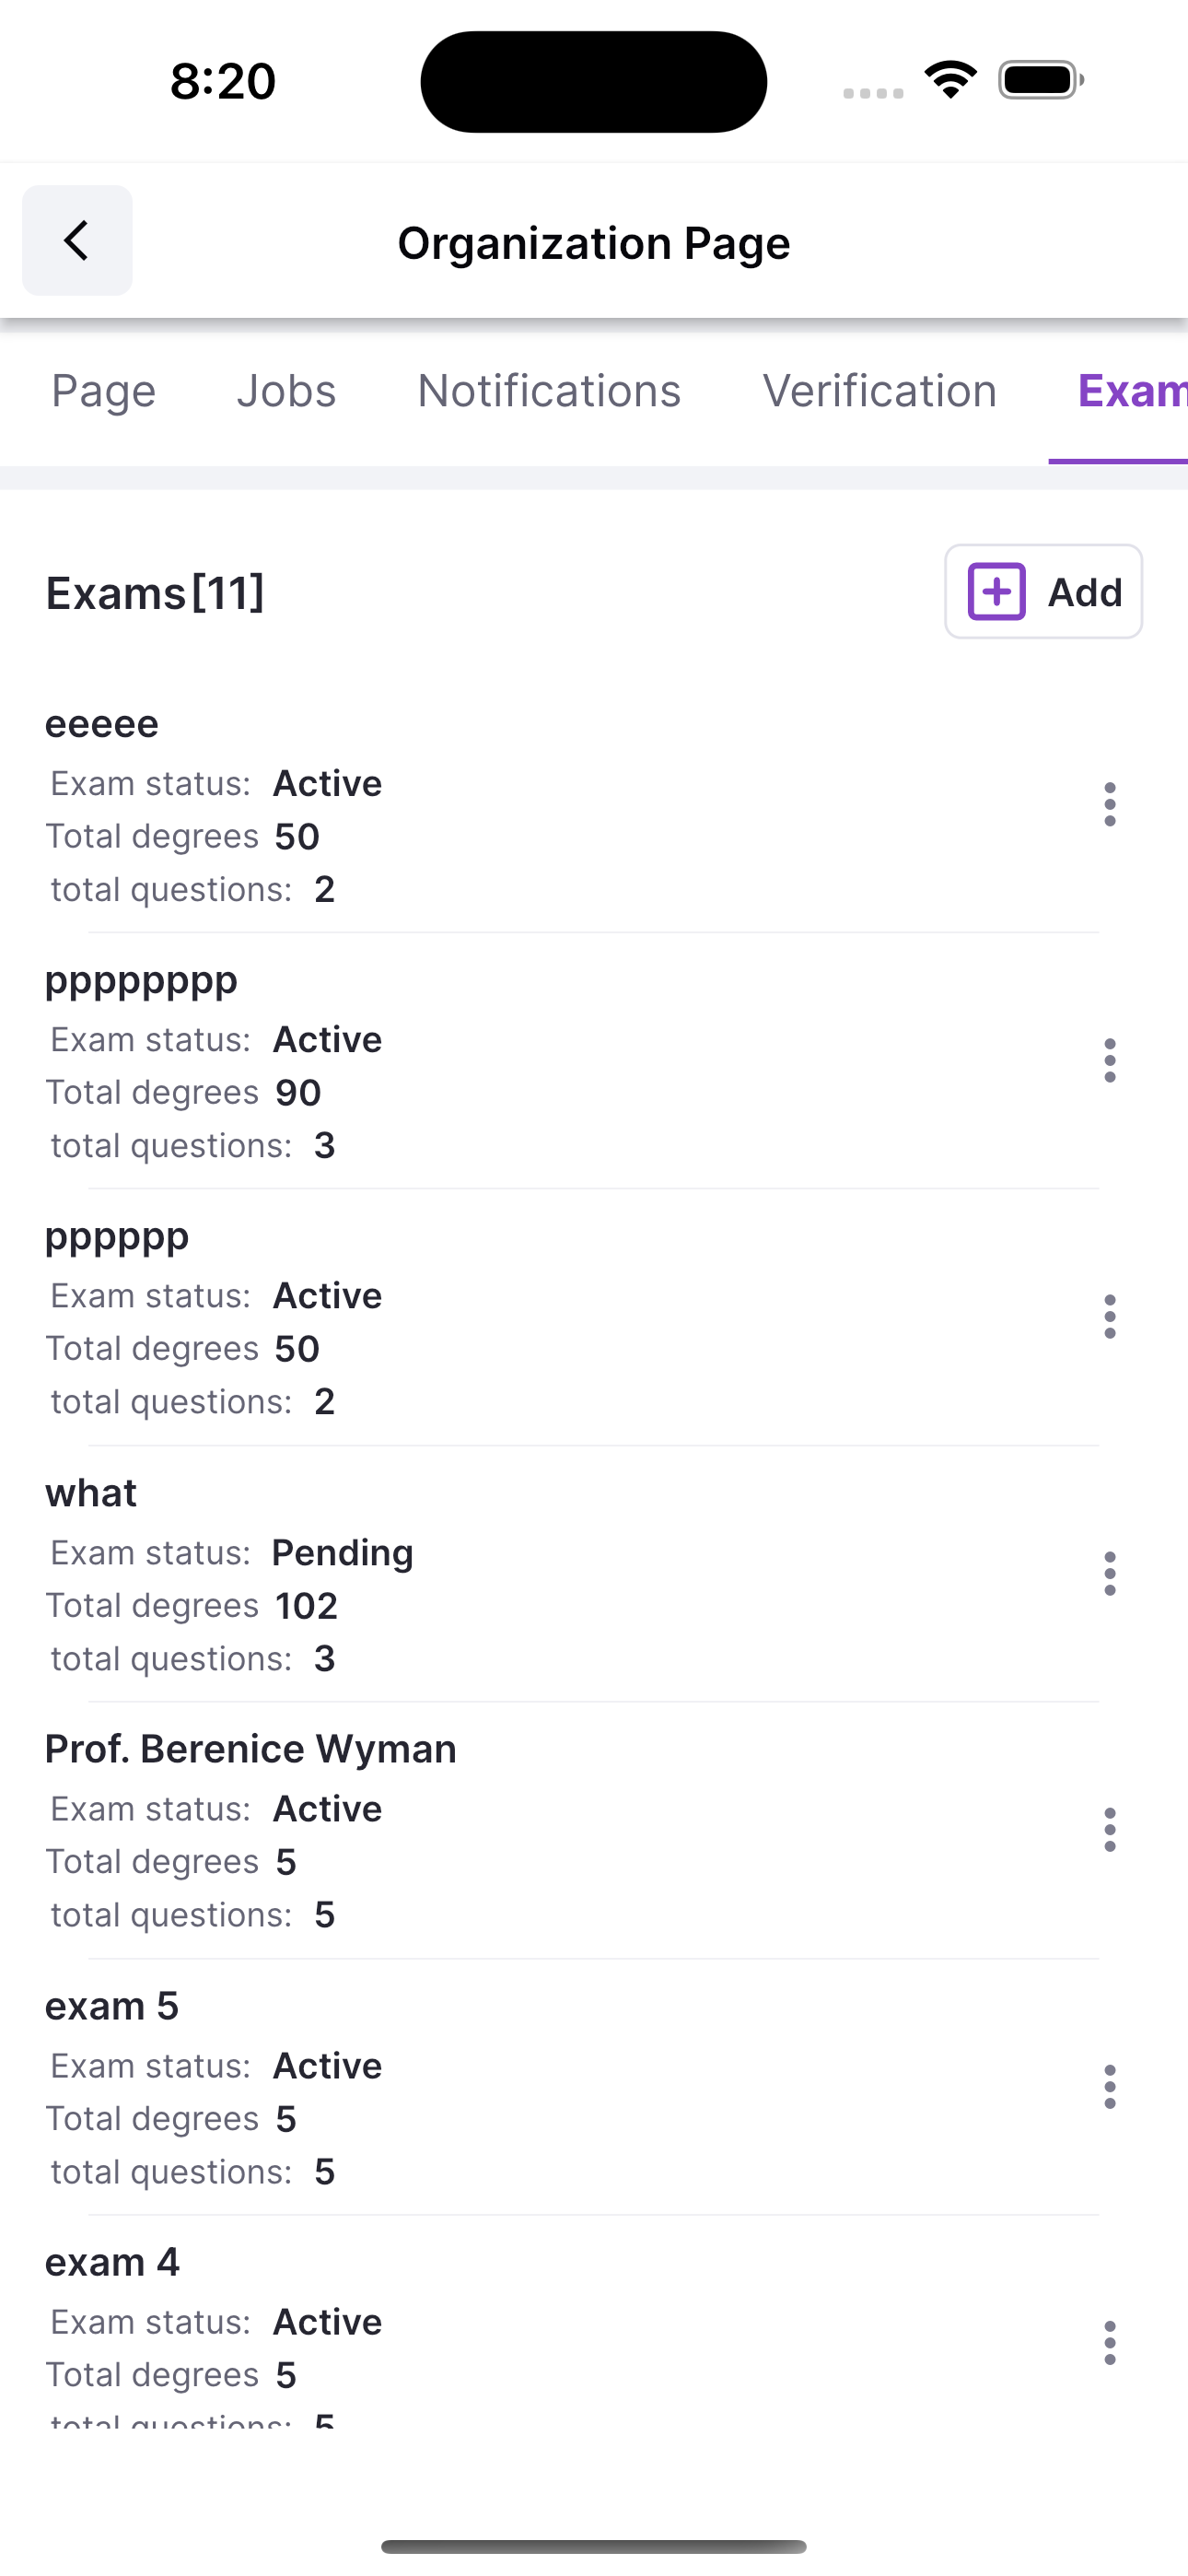 8:20
Organization Page
Page Jobs Notifications Verification Exam
Exams[11]
Add
eeeee
Exam status: Active
Total degrees 50
total questions: 2
pppppppp
Exam status: Active
Total degrees 90
total questions: 3
pppppp
Exam status: Active
Total degrees 50
total questions: 2
what
Exam status: Pending
Total degrees 102
total questions: 3
Prof. Berenice Wyman
Exam status: Active
Total degrees 5
total questions: 5
exam 5
Exam status: Active
Total degrees 5
total questions: 5
exam 4
Exam status: Active
Total degrees 5
total questions: 5